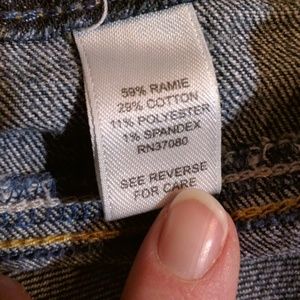 59% RAMIE
29% COTTON
11% POLYESTER
1% SPANDEX
RN37080
SEE REVERSE
FOR CARE